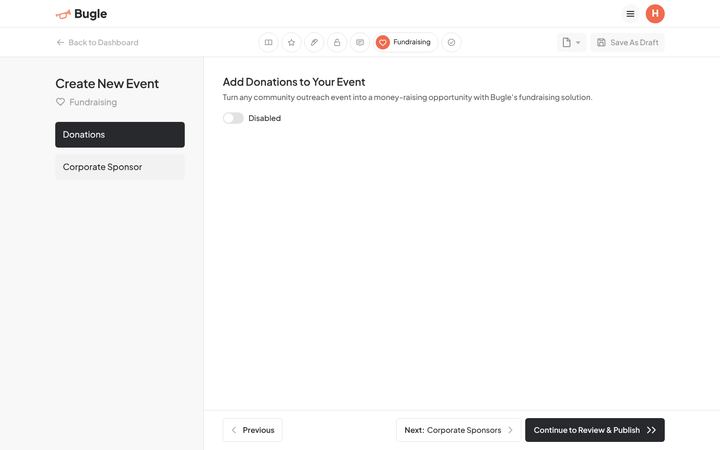 Bugle
H
Back to Dashboard
Fundraising
Save As Draft
Create New Event
Fundraising
Donations
Corporate Sponsor
Add Donations to Your Event
Turn any community outreach event into a money-raising opportunity with Bugle's fundraising solution.
Disabled
Previous
Next: Corporate Sponsors
Continue to Review & Publish